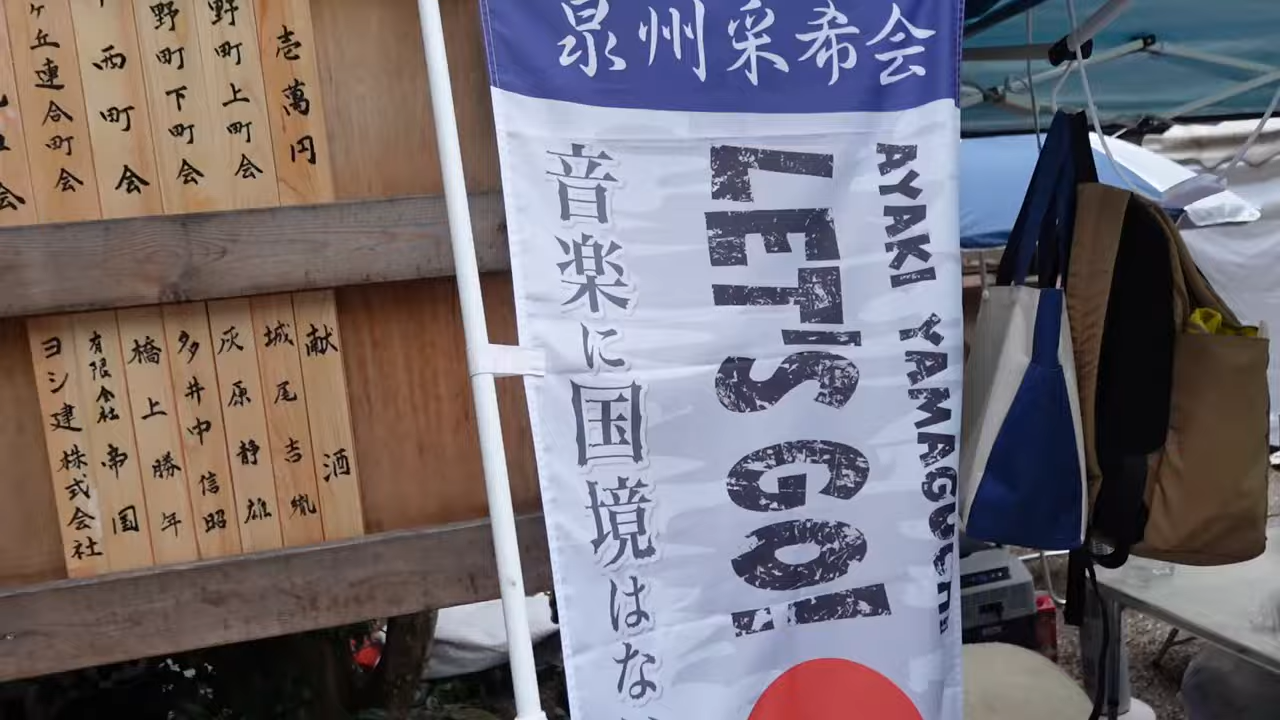 泉州采希会
AYAKI YAMAGUCHI
LET'S GO!
音楽に国境はな
壱萬円
野町上町会
野町下町会
西町会
ヶ丘連合町会
会
献酒
城尾吉
灰原静雄
多井中信昭
橋上勝年
有限会社帝国
ヨシ建株式会社